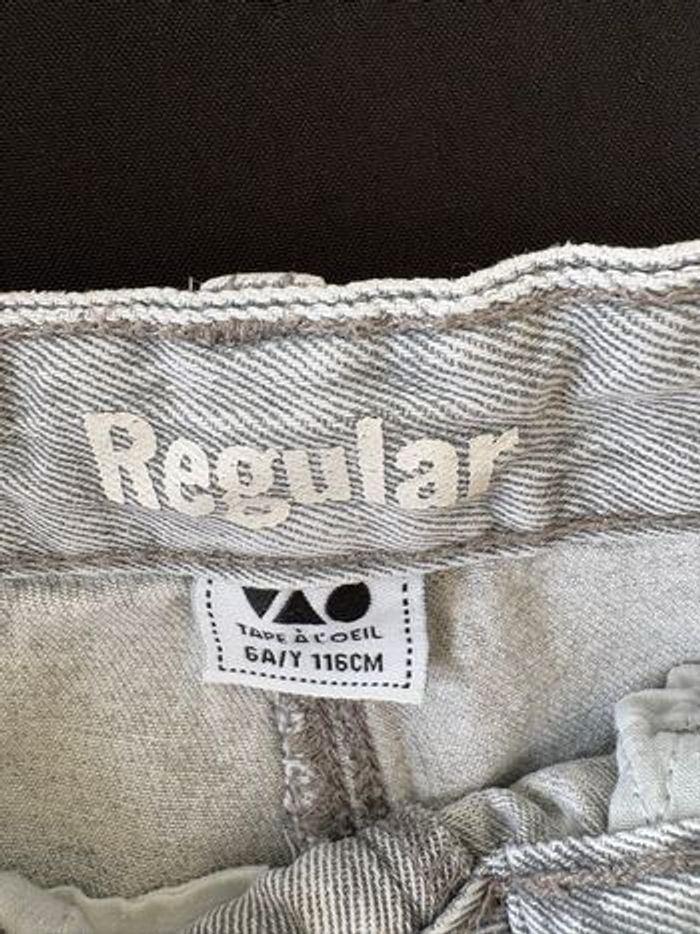 Regular
TAPE À L'OEIL
6A/Y 116CM